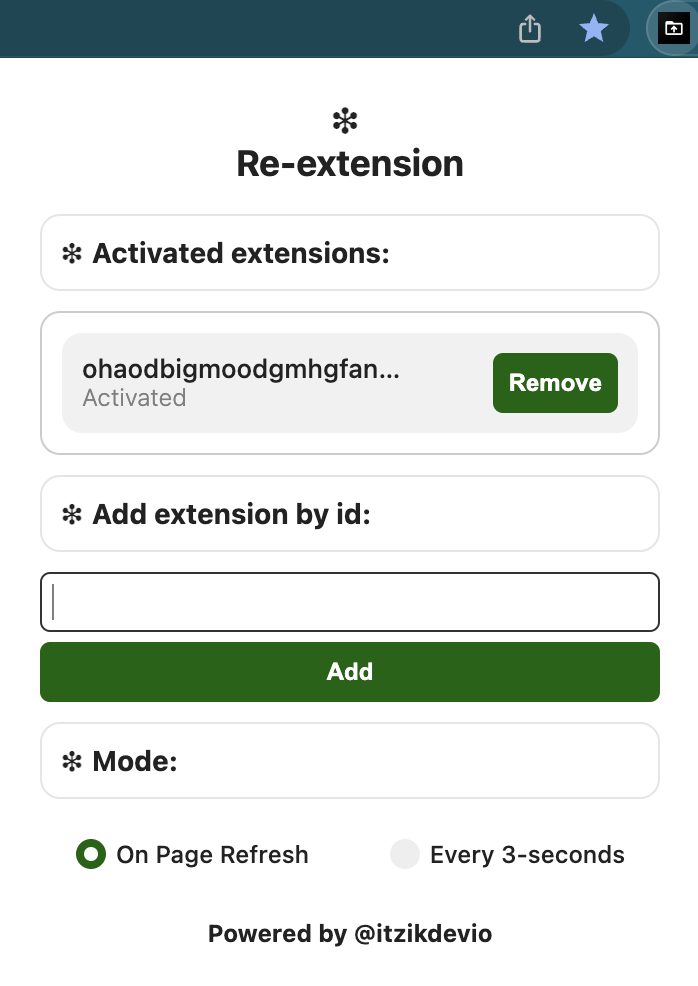 Re-extension
❇ Activated extensions:
ohaodbigmoodgmhgfan...
Activated
Remove
❇ Add extension by id:
Add
❇ Mode:
On Page Refresh
Every 3-seconds
Powered by @itzikdevio